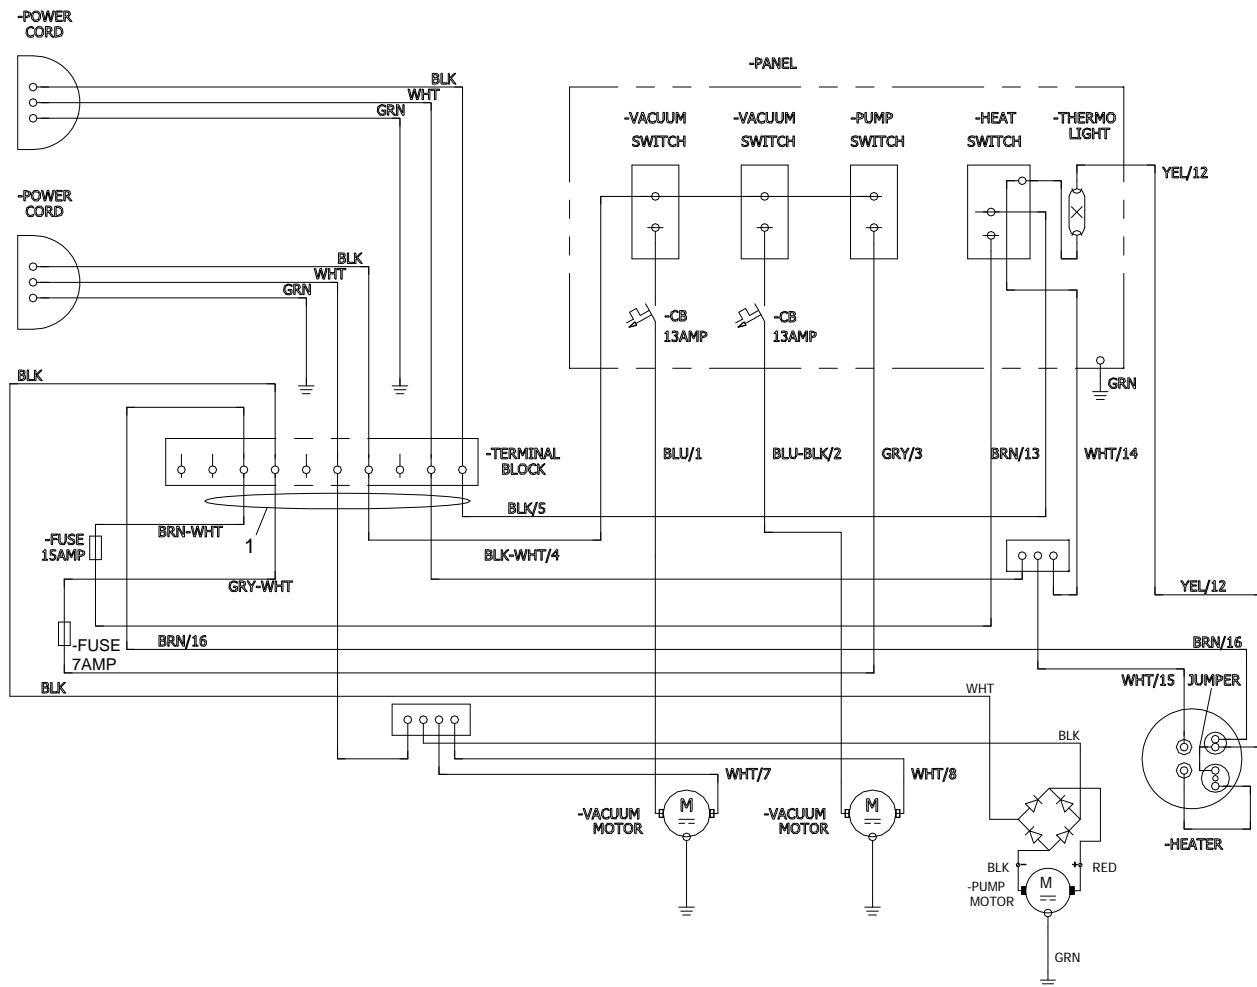 -POWER
CORD
BLK
WHT
GRN
-PANEL
-VACUUM
SWITCH
-VACUUM
SWITCH
-PUMP
SWITCH
-HEAT
SWITCH
-THERMO
LIGHT
YEL/12
-POWER
CORD
BLK
WHT
GRN
-CB
13AMP
-CB
13AMP
BLK
GRN
-TERMINAL
BLOCK
BLU/1
BLU-BLK/2
GRY/3
BRN/13
WHT/14
BLK/5
BRN-WHT
1
-FUSE
15AMP
BLK-WHT/4
GRY-WHT
YEL/12
-FUSE
7AMP
BRN/16
BRN/16
BLK
WHT
WHT/15
JUMPER
BLK
WHT/7
WHT/8
-VACUUM
MOTOR
M
-VACUUM
MOTOR
M
-HEATER
BLK
-
+
RED
-PUMP
MOTOR
M
GRN